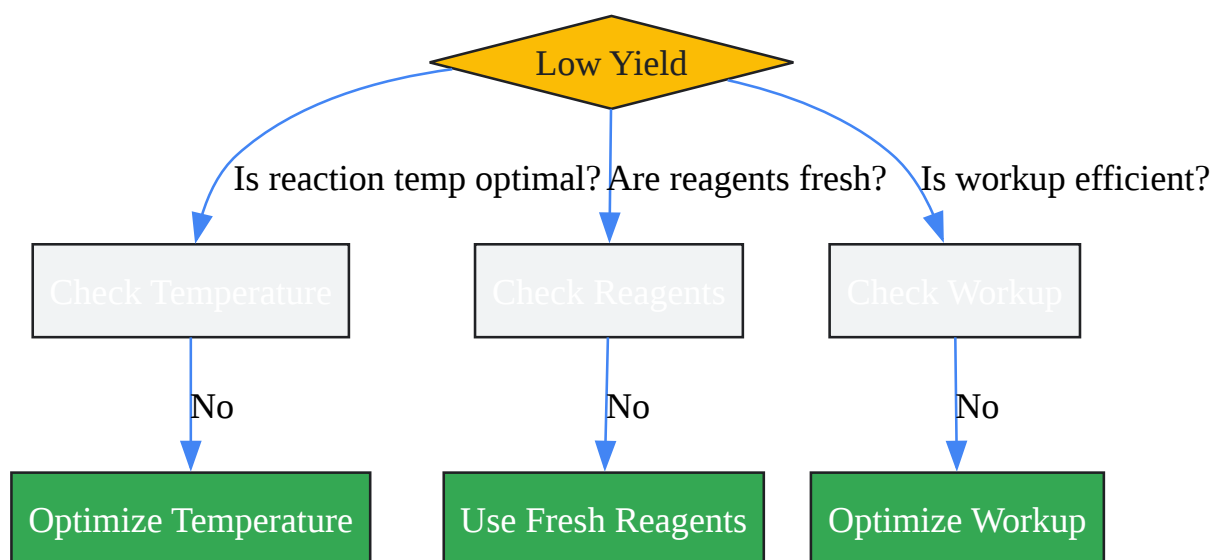 Low Yield
Is reaction temp optimal? Are reagents fresh? Is workup efficient?
Check Temperature Check Reagents Check Workup
No No No
Optimize Temperature Use Fresh Reagents Optimize Workup